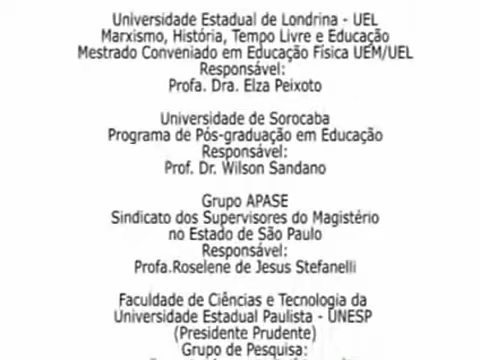 Universidade Estadual de Londrina - UEL
Marxismo, História, Tempo Livre e Educação
Mestrado Conveniado em Educação Física UEM/UEL
Responsável:
Profa. Dra. Elza Peixoto
Universidade de Sorocaba
Programa de Pós-graduação em Educação
Responsável:
Prof. Dr. Wilson Sandano
Grupo APASE
Sindicato dos Supervisores do Magistério
no Estado de São Paulo
Responsável:
Profa.Roselene de Jesus Stefanelli
Faculdade de Ciências e Tecnologia da
Universidade Estadual Paulista - UNESP
(Presidente Prudente)
Grupo de Pesquisa: